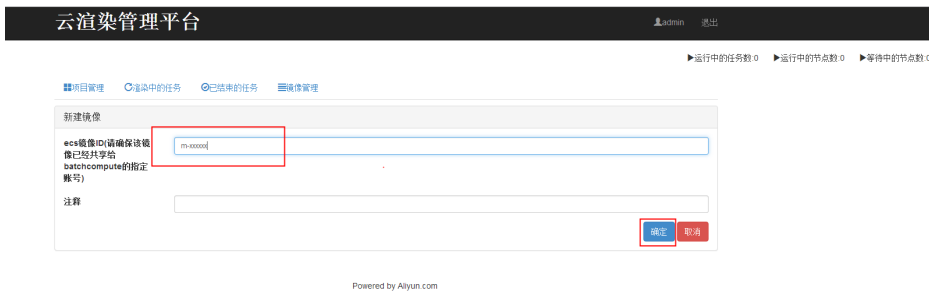 云渲染管理平台
admin 退出
▶运行中的任务数:0 ▶运行中的节点数:0 ▶等待中的节点数:0
项目管理 渲染中的任务 已结束的任务 镜像管理
新建镜像
ecs镜像ID(请确保该镜
像已经共享给
batchcompute的指定
账号)
m-xxxxxx
注释
确定 取消
Powered by Aliyun.com